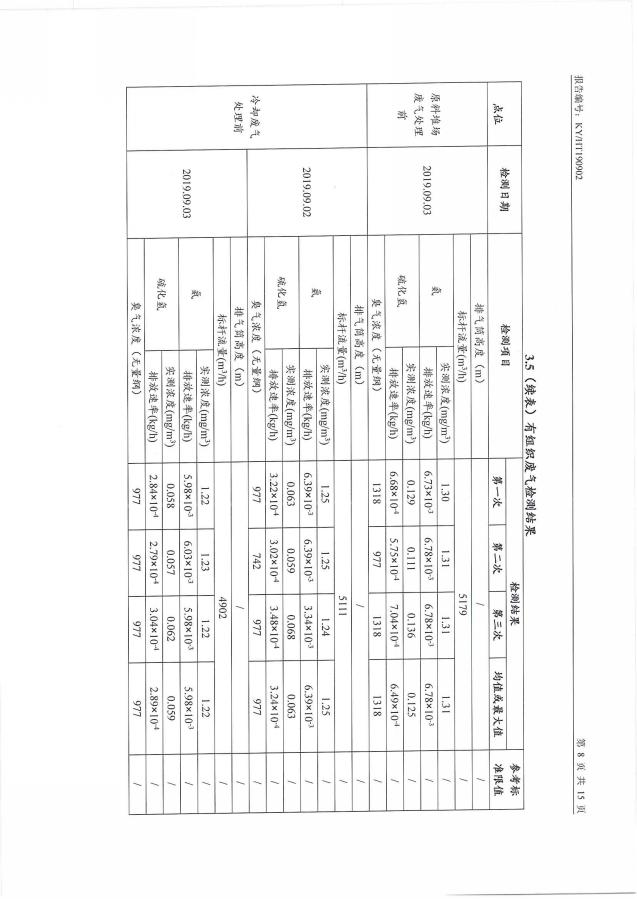 报告编号: KY/HT190902 第 8 页 共 15 页
3.5 (续表) 有组织废气检测结果
点位 检测日期 检测项目 检测结果 参考标准限值
第一次 第二次 第三次 均值或最大值
原料堆场废气处理前 2019.09.03 排气筒高度 (m) / /
标杆流量(m³/h) 5179 /
氨 实测浓度(mg/m³) 1.30 1.31 1.31 1.31 /
排放速率(kg/h) 6.73×10⁻³ 6.78×10⁻³ 6.78×10⁻³ 6.78×10⁻³ /
硫化氢 实测浓度(mg/m³) 0.129 0.111 0.136 0.125 /
排放速率(kg/h) 6.68×10⁻⁴ 5.75×10⁻⁴ 7.04×10⁻⁴ 6.49×10⁻⁴ /
臭气浓度 (无量纲) 1318 977 1318 1318 /
冷却废气处理前 2019.09.02 排气筒高度 (m) / /
标杆流量(m³/h) 5111 /
氨 实测浓度(mg/m³) 1.25 1.25 1.24 1.25 /
排放速率(kg/h) 6.39×10⁻³ 6.39×10⁻³ 3.34×10⁻³ 6.39×10⁻³ /
硫化氢 实测浓度(mg/m³) 0.063 0.059 0.068 0.063 /
排放速率(kg/h) 3.22×10⁻⁴ 3.02×10⁻⁴ 3.48×10⁻⁴ 3.24×10⁻⁴ /
臭气浓度 (无量纲) 977 742 977 977 /
2019.09.03 排气筒高度 (m) / /
标杆流量(m³/h) 4902 /
氨 实测浓度(mg/m³) 1.22 1.23 1.22 1.22 /
排放速率(kg/h) 5.98×10⁻³ 6.03×10⁻³ 5.98×10⁻³ 5.98×10⁻³ /
硫化氢 实测浓度(mg/m³) 0.058 0.057 0.062 0.059 /
排放速率(kg/h) 2.84×10⁻⁴ 2.79×10⁻⁴ 3.04×10⁻⁴ 2.89×10⁻⁴ /
臭气浓度 (无量纲) 977 977 977 977 /